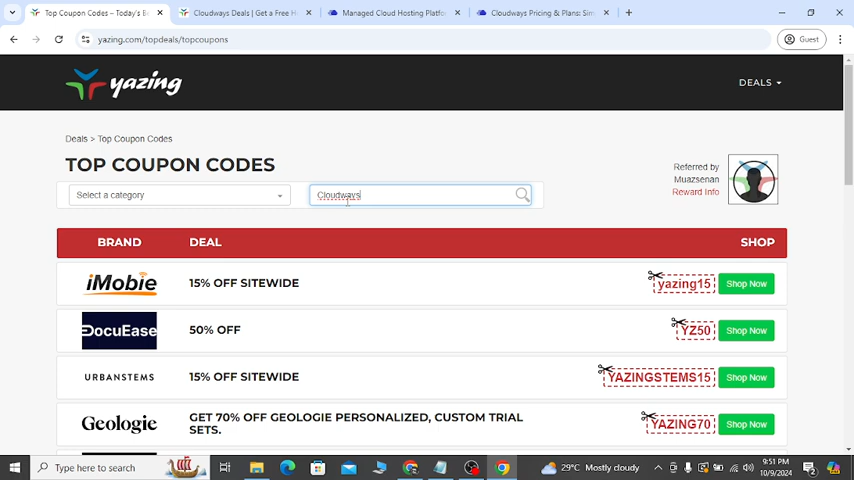 Top Coupon Codes – Today's Be
Cloudways Deals | Get a Free H
Managed Cloud Hosting Platfor
Cloudways Pricing & Plans: Sim
yazing.com/topdeals/topcoupons
Guest
yazing
DEALS
Deals > Top Coupon Codes
TOP COUPON CODES
Referred by
Muazsenan
Reward Info
Select a category
Cloudways
BRAND DEAL SHOP
iMobie 15% OFF SITEWIDE yazing15 Shop Now
DOCUEASE 50% OFF YZ50 Shop Now
URBANSTEMS 15% OFF SITEWIDE YAZINGSTEMS15 Shop Now
Geologie GET 70% OFF GEOLOGIE PERSONALIZED, CUSTOM TRIAL
SETS. YAZING70 Shop Now
Type here to search
29°C Mostly cloudy
9:51 PM
10/9/2024
2